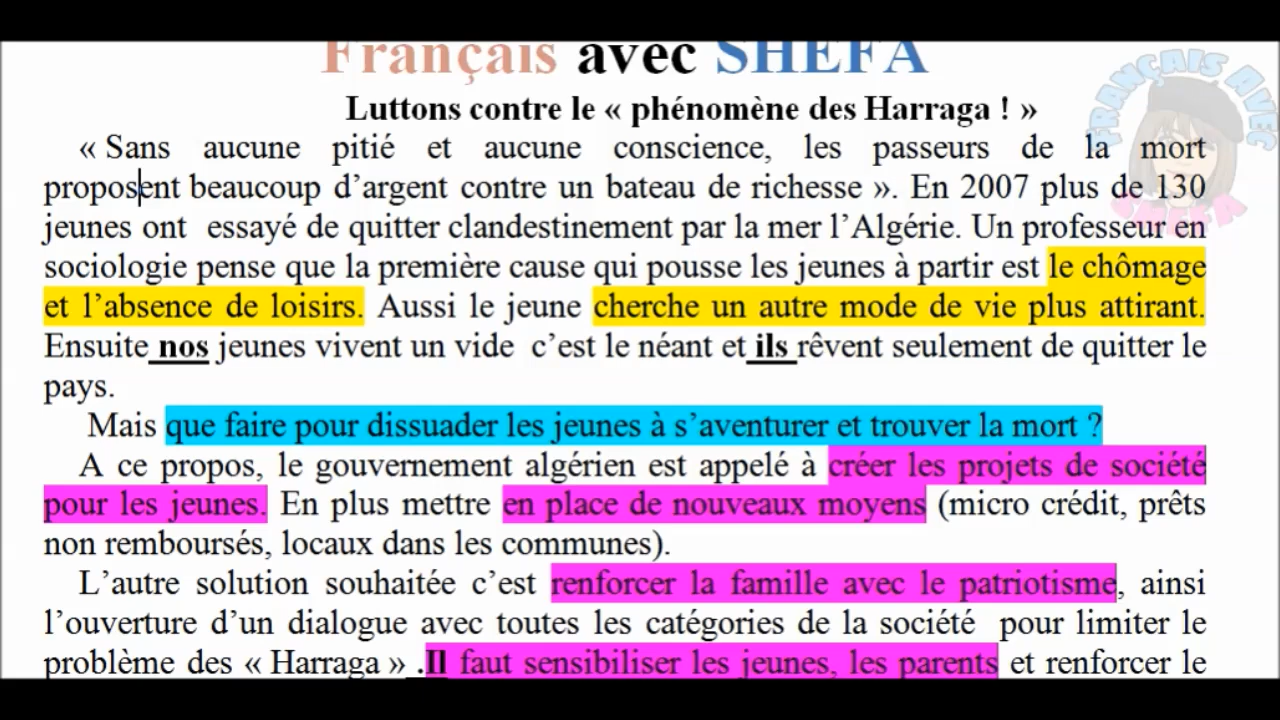 Français avec SHEFA
FRANÇAIS AVEC
SHEFA
Luttons contre le « phénomène des Harraga ! »
« Sans aucune pitié et aucune conscience, les passeurs de la mort
proposent beaucoup d’argent contre un bateau de richesse ». En 2007 plus de 130
jeunes ont essayé de quitter clandestinement par la mer l’Algérie. Un professeur en
sociologie pense que la première cause qui pousse les jeunes à partir est le chômage
et l’absence de loisirs. Aussi le jeune cherche un autre mode de vie plus attirant.
Ensuite nos jeunes vivent un vide c’est le néant et ils rêvent seulement de quitter le
pays.
Mais que faire pour dissuader les jeunes à s’aventurer et trouver la mort ?
A ce propos, le gouvernement algérien est appelé à créer les projets de société
pour les jeunes. En plus mettre en place de nouveaux moyens (micro crédit, prêts
non remboursés, locaux dans les communes).
L’autre solution souhaitée c’est renforcer la famille avec le patriotisme, ainsi
l’ouverture d’un dialogue avec toutes les catégories de la société pour limiter le
problème des « Harraga » .Il faut sensibiliser les jeunes, les parents et renforcer le